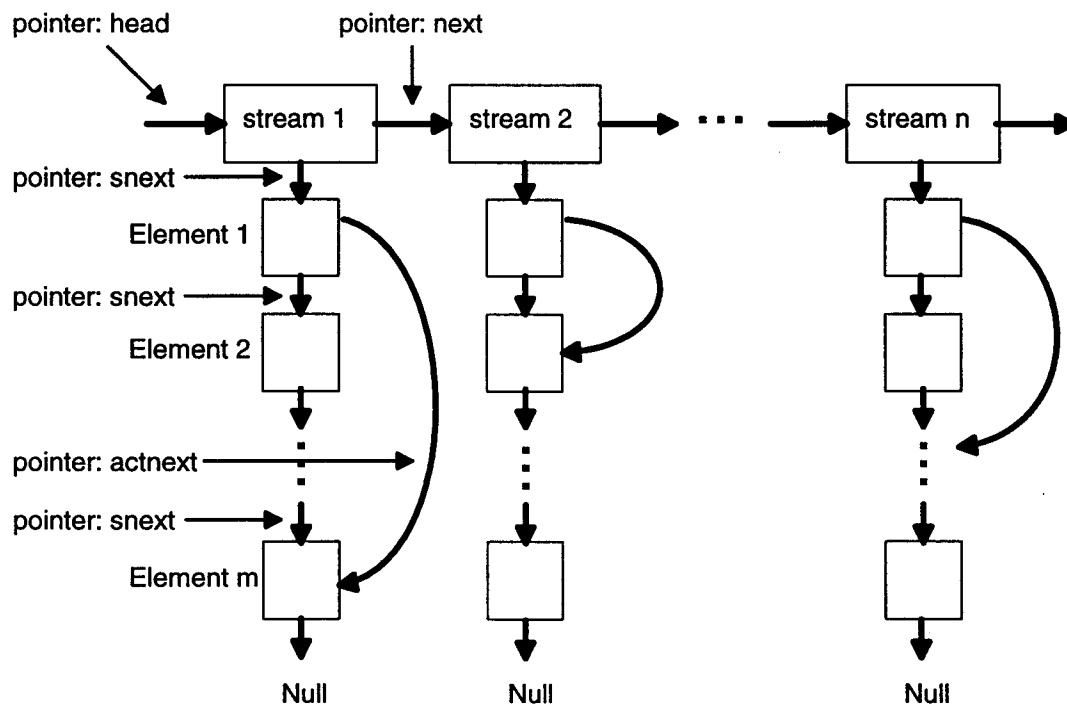 pointer: head
pointer: next
stream 1
stream 2
stream n
pointer: snext
Element 1
pointer: snext
Element 2
pointer: actnext
pointer: snext
Element m
Null
Null
Null